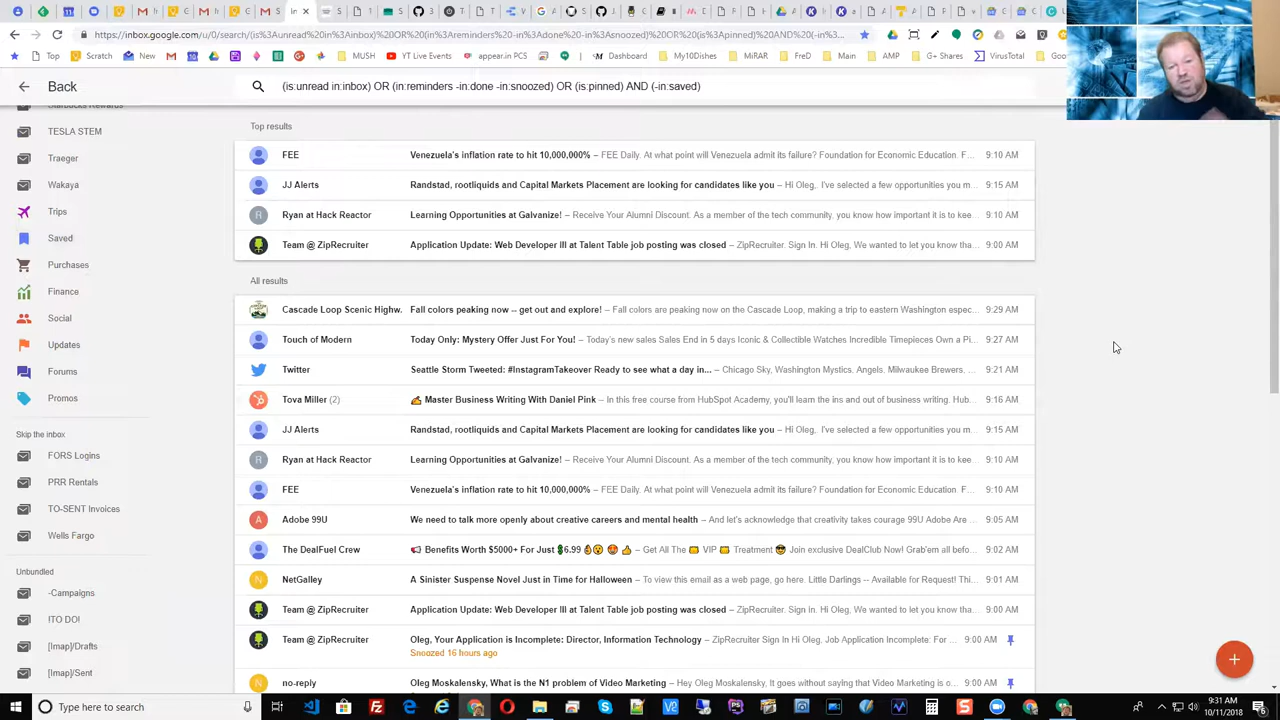 https://inbox.google.com/u/0/search/(is%3Aunread%20in%3Ainbox)%20OR%20(in%3Areminders%20-in%3Adone%20-in%3Asnoozed)%20OR%20(is%3Apinned)%20AND%20(-in%3A...
Top
Scratch
New
MUSH
YT Live Events
appear.in PCS
Dashboard
My10Dishes
MiRAR
FreD
Main
AMP
G+ Shares
VirusTotal
Back
(is:unread in:inbox) OR (in:reminders -in:done -in:snoozed) OR (is:pinned) AND (-in:saved)
Starbucks Rewards
TESLA STEM
Traeger
Wakaya
Trips
Saved
Purchases
Finance
Social
Updates
Forums
Promos
Skip the inbox
FORS Logins
PRR Rentals
TO-SENT Invoices
Wells Fargo
Unbundled
-Campaigns
!TO DO!
[Imap]/Drafts
[Imap]/Sent
Top results
FEE Venezuela's inflation rate to hit 10,000,000% – FEE Daily. At what point will Venezuela admit its failure? Foundation for Economic Education. F... 9:10 AM
JJ Alerts Randstad, rootliquids and Capital Markets Placement are looking for candidates like you – Hi Oleg, I've selected a few opportunities you m... 9:15 AM
R Ryan at Hack Reactor Learning Opportunities at Galvanize! – Receive Your Alumni Discount. As a member of the tech community, you know how important it is to kee... 9:10 AM
Team @ ZipRecruiter Application Update: Web Developer III at Talent Table job posting was closed – ZipRecruiter. Sign In. Hi Oleg, We wanted to let you know tha... 9:00 AM
All results
Cascade Loop Scenic Highw. Fall colors peaking now -- get out and explore! – Fall colors are peaking now on the Cascade Loop, making a trip to eastern Washington espec... 9:29 AM
Touch of Modern Today Only: Mystery Offer Just For You! – Today's new sales Sales End in 5 days Iconic & Collectible Watches Incredible Timepieces Own a Pi... 9:27 AM
Twitter Seattle Storm Tweeted: #InstagramTakeover Ready to see what a day in... – Chicago Sky, Washington Mystics, Angels, Milwaukee Brewers, ... 9:21 AM
Tova Miller (2) ✍ Master Business Writing With Daniel Pink – In this free course from HubSpot Academy, you'll learn the ins and out of business writing. Hub... 9:16 AM
JJ Alerts Randstad, rootliquids and Capital Markets Placement are looking for candidates like you – Hi Oleg, I've selected a few opportunities you m... 9:15 AM
R Ryan at Hack Reactor Learning Opportunities at Galvanize! – Receive Your Alumni Discount. As a member of the tech community, you know how important it is to kee... 9:10 AM
FEE Venezuela's inflation rate to hit 10,000,000% – FEE Daily. At what point will Venezuela admit its failure? Foundation for Economic Education. F... 9:10 AM
A Adobe 99U We need to talk more openly about creative careers and mental health – And let's acknowledge that creativity takes courage 99U Adobe Are ... 9:05 AM
The DealFuel Crew Benefits Worth $5000+ For Just $6.99 – Get All The VIP Treatment Join exclusive DealClub Now! Grab'em all befo... 9:02 AM
N NetGalley A Sinister Suspense Novel Just in Time for Halloween – To view this email as a web page, go here. Little Darlings -- Available for Request! Thi... 9:01 AM
Team @ ZipRecruiter Application Update: Web Developer III at Talent Table job posting was closed – ZipRecruiter. Sign In. Hi Oleg, We wanted to let you know tha... 9:00 AM
Team @ ZipRecruiter Oleg, Your Application is Incomplete: Director, Information Technology – ZipRecruiter Sign In Hi Oleg, Job Application Incomplete: For ... 9:00 AM
Snoozed 16 hours ago
N no-reply Oleg Moskalensky, What is the N1 problem of Video Marketing – Hey Oleg Moskalensky, It goes without saying that Video Marketing is o... 9:00 AM
Type here to search
9:31 AM
10/11/2018